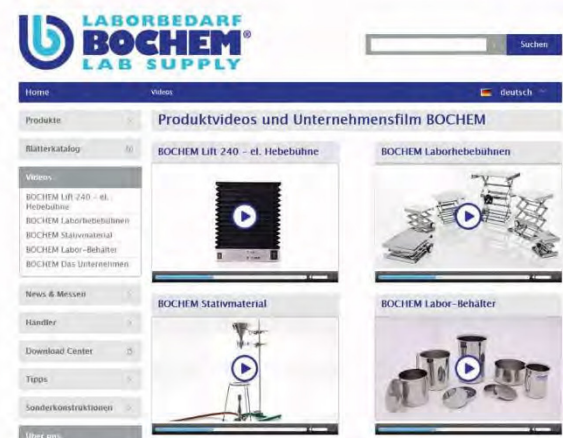 LABORBEDARF
BOCHEM®
LAB SUPPLY
Suchen
Home
Videos
deutsch
Produkte
Blätterkatalog
Videos
BOCHEM Lift 240 - el.
Hebebühne
BOCHEM Laborhebebühnen
BOCHEM Stativmaterial
BOCHEM Labor-Behälter
BOCHEM Das Unternehmen
News & Messen
Händler
Download Center
Tipps
Sonderkonstruktionen
Über uns
Produktvideos und Unternehmensfilm BOCHEM
BOCHEM Lift 240 - el. Hebebühne
BOCHEM Laborhebebühnen
BOCHEM Stativmaterial
BOCHEM Labor-Behälter